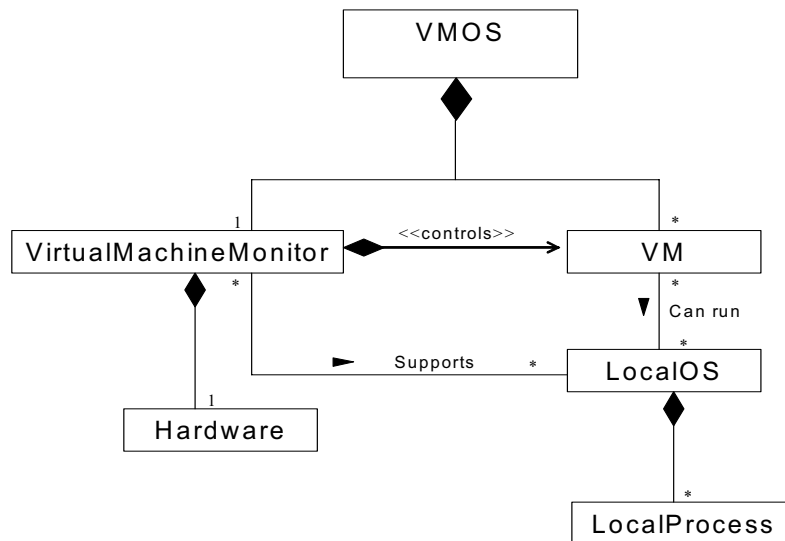 VMOS
1
*
VirtualMachineMonitor
<<controls>>
VM
*
*
Can run
Supports
*
*
LocalOS
1
Hardware
*
LocalProcess